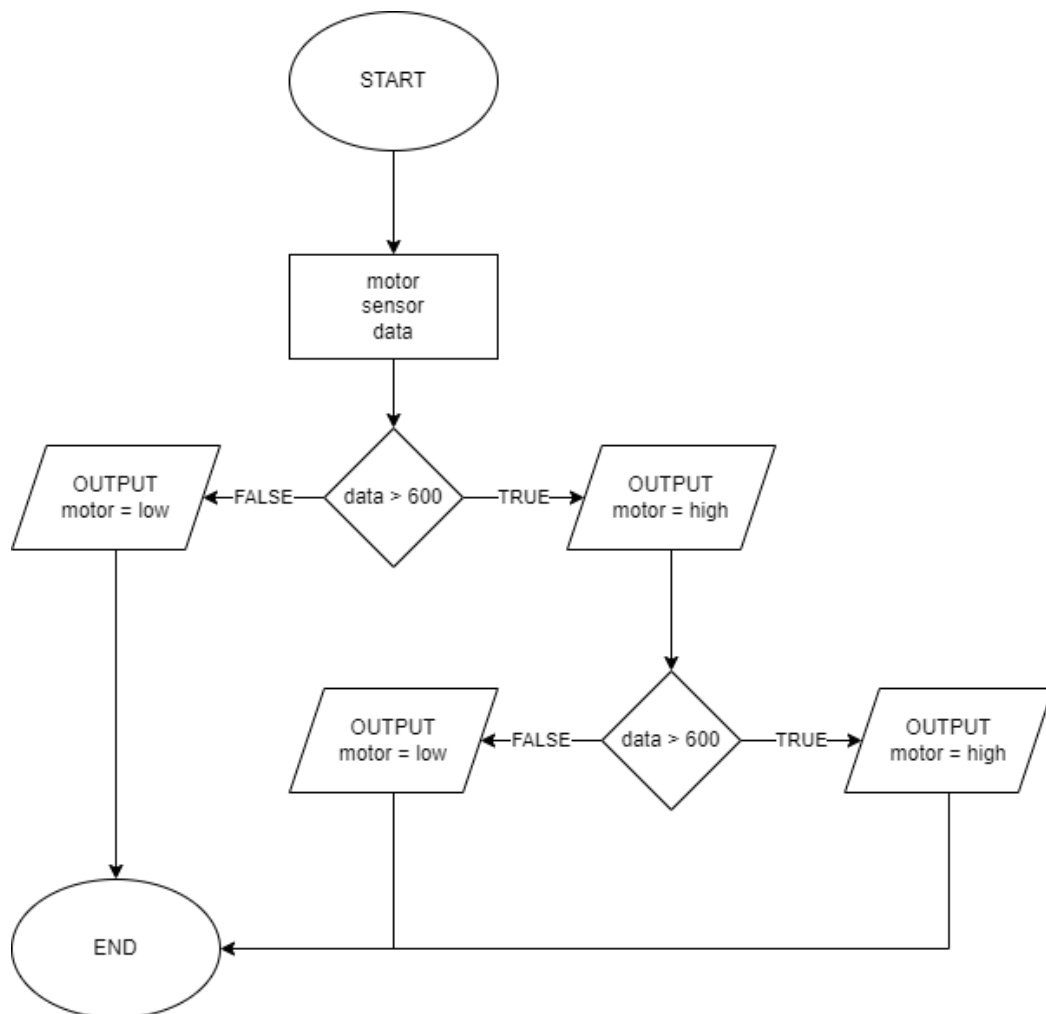 START
motor
sensor
data
OUTPUT
motor = low
FALSE
data > 600
TRUE
OUTPUT
motor = high
OUTPUT
motor = low
FALSE
data > 600
TRUE
OUTPUT
motor = high
END